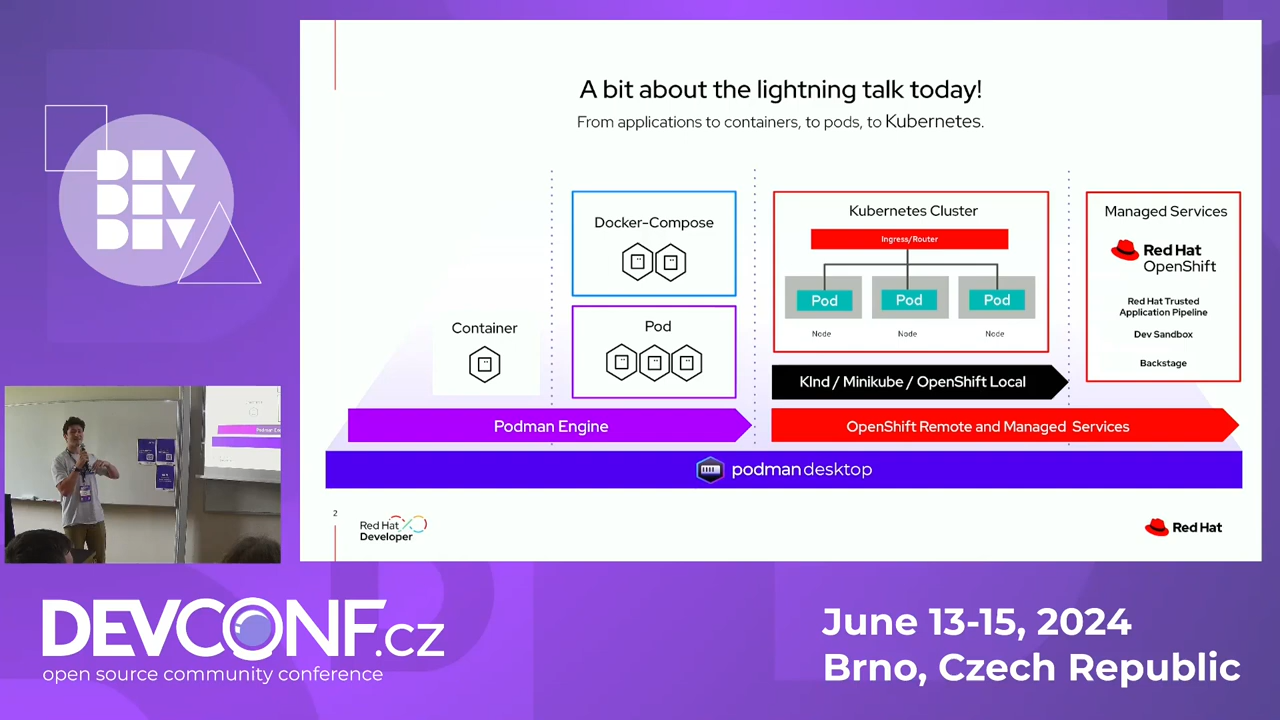 DEV
DEV
DEV
A bit about the lightning talk today!
From applications to containers, to pods, to Kubernetes.
Container
Docker-Compose
Pod
Kubernetes Cluster
Ingress/Router
Pod
Pod
Pod
Node
Node
Node
Managed Services
Red Hat
OpenShift
Red Hat Trusted
Application Pipeline
Dev Sandbox
Backstage
KInd / Minikube / OpenShift Local
Podman Engine
OpenShift Remote and Managed Services
podman desktop
2
Red Hat
Developer
Red Hat
DEVCONF.cz
open source community conference
June 13-15, 2024
Brno, Czech Republic